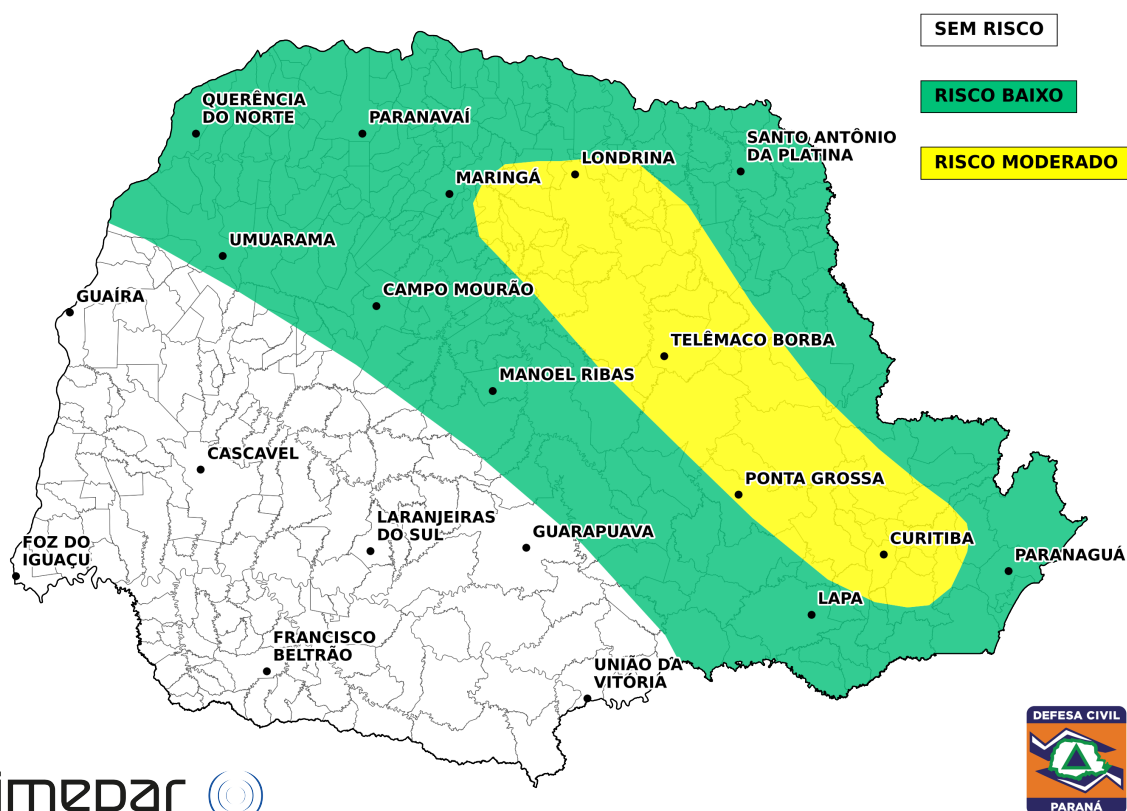 SEM RISCO
RISCO BAIXO
RISCO MODERADO
QUERÊNCIA
DO NORTE
PARANAVAÍ
SANTO ANTÔNIO
DA PLATINA
LONDRINA
MARINGÁ
UMUARAMA
CAMPO MOURÃO
GUAÍRA
TELÊMACO BORBA
MANOEL RIBAS
CASCAVEL
PONTA GROSSA
LARANJEIRAS
DO SUL
GUARAPUAVA
FOZ DO
IGUAÇU
CURITIBA
PARANAGUÁ
LAPA
FRANCISCO
BELTRÃO
UNIÃO DA
VITÓRIA
DEFESA CIVIL
PARANÁ
imepar